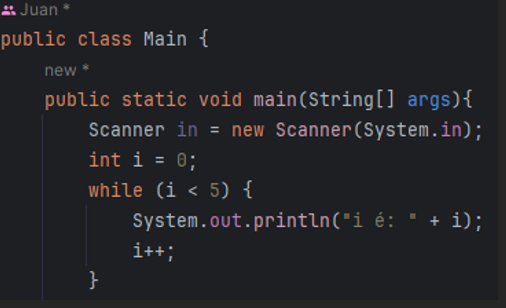 Juan *
public class Main {
new *
public static void main(String[] args){
Scanner in = new Scanner(System.in);
int i = 0;
while (i < 5) {
System.out.println("i é: " + i);
i++;
}